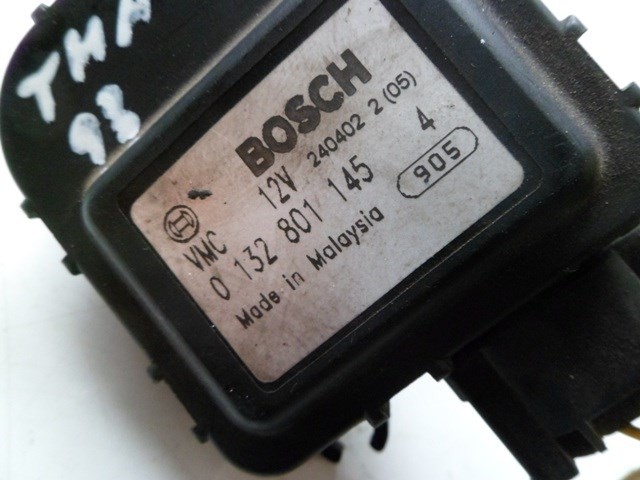 THA
93
BOSCH
12V 240402 2 (05)
VMC 4
0 132 801 145 905
Made in Malaysia